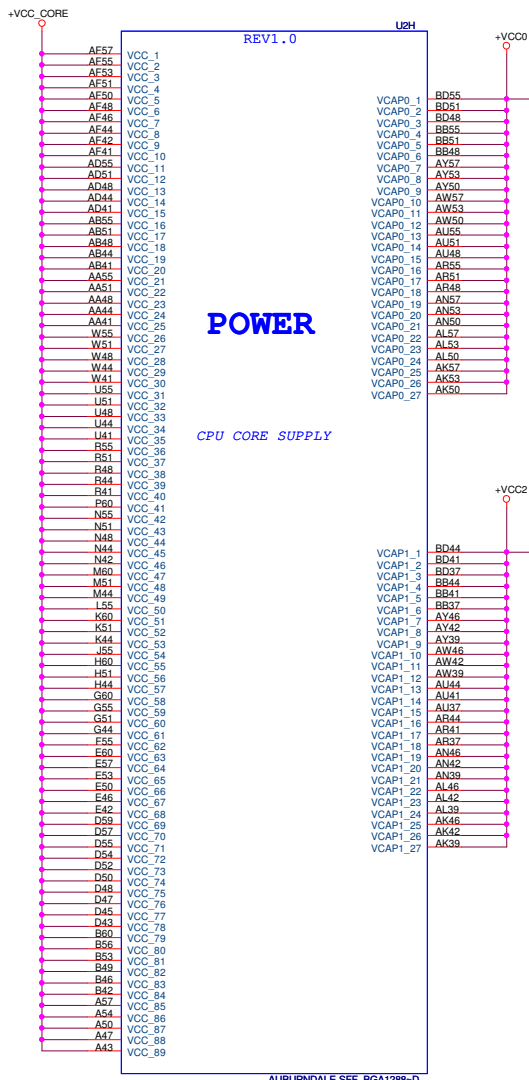 +VCC_CORE
U2H
REV1.0
+VCC0
AF57 VCC_1
AF55 VCC_2
AF53 VCC_3
AF51 VCC_4
AF50 VCC_5
AF48 VCC_6
AF46 VCC_7
AF44 VCC_8
AF42 VCC_9
AF41 VCC_10
AD55 VCC_11
AD51 VCC_12
AD48 VCC_13
AD44 VCC_14
AD41 VCC_15
AB55 VCC_16
AB51 VCC_17
AB48 VCC_18
AB44 VCC_19
AB41 VCC_20
AA55 VCC_21
AA51 VCC_22
AA48 VCC_23
AA44 VCC_24
AA41 VCC_25
W55 VCC_26
W51 VCC_27
W48 VCC_28
W44 VCC_29
W41 VCC_30
U55 VCC_31
U51 VCC_32
U48 VCC_33
U44 VCC_34
U41 VCC_35
R55 VCC_36
R51 VCC_37
R48 VCC_38
R44 VCC_39
R41 VCC_40
P60 VCC_41
N55 VCC_42
N51 VCC_43
N48 VCC_44
N44 VCC_45
N42 VCC_46
M60 VCC_47
M51 VCC_48
M44 VCC_49
L55 VCC_50
K60 VCC_51
K51 VCC_52
K44 VCC_53
J55 VCC_54
H60 VCC_55
H51 VCC_56
H44 VCC_57
G60 VCC_58
G55 VCC_59
G51 VCC_60
G44 VCC_61
F55 VCC_62
E60 VCC_63
E57 VCC_64
E53 VCC_65
E50 VCC_66
E46 VCC_67
E42 VCC_68
D59 VCC_69
D57 VCC_70
D55 VCC_71
D54 VCC_72
D52 VCC_73
D50 VCC_74
D48 VCC_75
D47 VCC_76
D45 VCC_77
D43 VCC_78
B60 VCC_79
B56 VCC_80
B53 VCC_81
B49 VCC_82
B46 VCC_83
B42 VCC_84
A57 VCC_85
A54 VCC_86
A50 VCC_87
A47 VCC_88
A43 VCC_89
POWER
CPU CORE SUPPLY
VCAP0_1 BD55
VCAP0_2 BD51
VCAP0_3 BD48
VCAP0_4 BB55
VCAP0_5 BB51
VCAP0_6 BB48
VCAP0_7 AY57
VCAP0_8 AY53
VCAP0_9 AY50
VCAP0_10 AW57
VCAP0_11 AW53
VCAP0_12 AW50
VCAP0_13 AU55
VCAP0_14 AU51
VCAP0_15 AU48
VCAP0_16 AR55
VCAP0_17 AR51
VCAP0_18 AR48
VCAP0_19 AN57
VCAP0_20 AN53
VCAP0_21 AN50
VCAP0_22 AL57
VCAP0_23 AL53
VCAP0_24 AL50
VCAP0_25 AK57
VCAP0_26 AK53
VCAP0_27 AK50
+VCC2
VCAP1_1 BD44
VCAP1_2 BD41
VCAP1_3 BD37
VCAP1_4 BB44
VCAP1_5 BB41
VCAP1_6 BB37
VCAP1_7 AY46
VCAP1_8 AY42
VCAP1_9 AY39
VCAP1_10 AW46
VCAP1_11 AW42
VCAP1_12 AW39
VCAP1_13 AU44
VCAP1_14 AU41
VCAP1_15 AU37
VCAP1_16 AR44
VCAP1_17 AR41
VCAP1_18 AR37
VCAP1_19 AN46
VCAP1_20 AN42
VCAP1_21 AN39
VCAP1_22 AL46
VCAP1_23 AL42
VCAP1_24 AL39
VCAP1_25 AK46
VCAP1_26 AK42
VCAP1_27 AK39
AUBURNDALE SFF_BGA1288~D